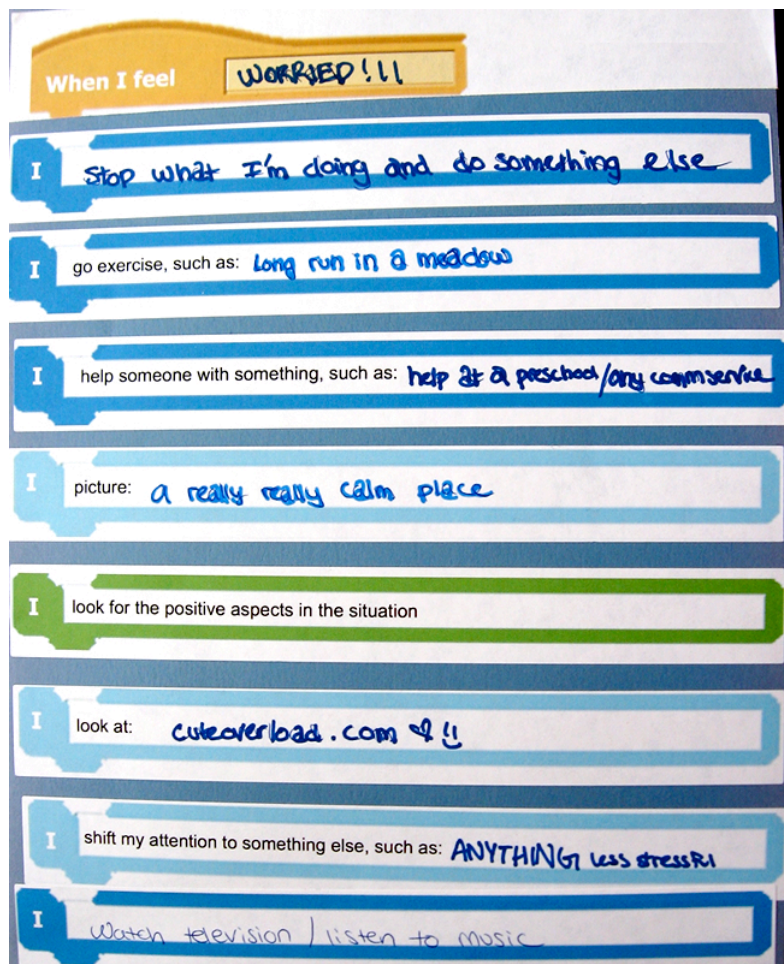 When I feel WORRIED!!!
I stop what I'm doing and do something else
I go exercise, such as: Long run in a meadow
I help someone with something, such as: help at a preschool/any commservice
I picture: a really really calm place
I look for the positive aspects in the situation
I look at: cuteoverload.com
I shift my attention to something else, such as: ANYTHING less stressful
I Watch television / listen to music